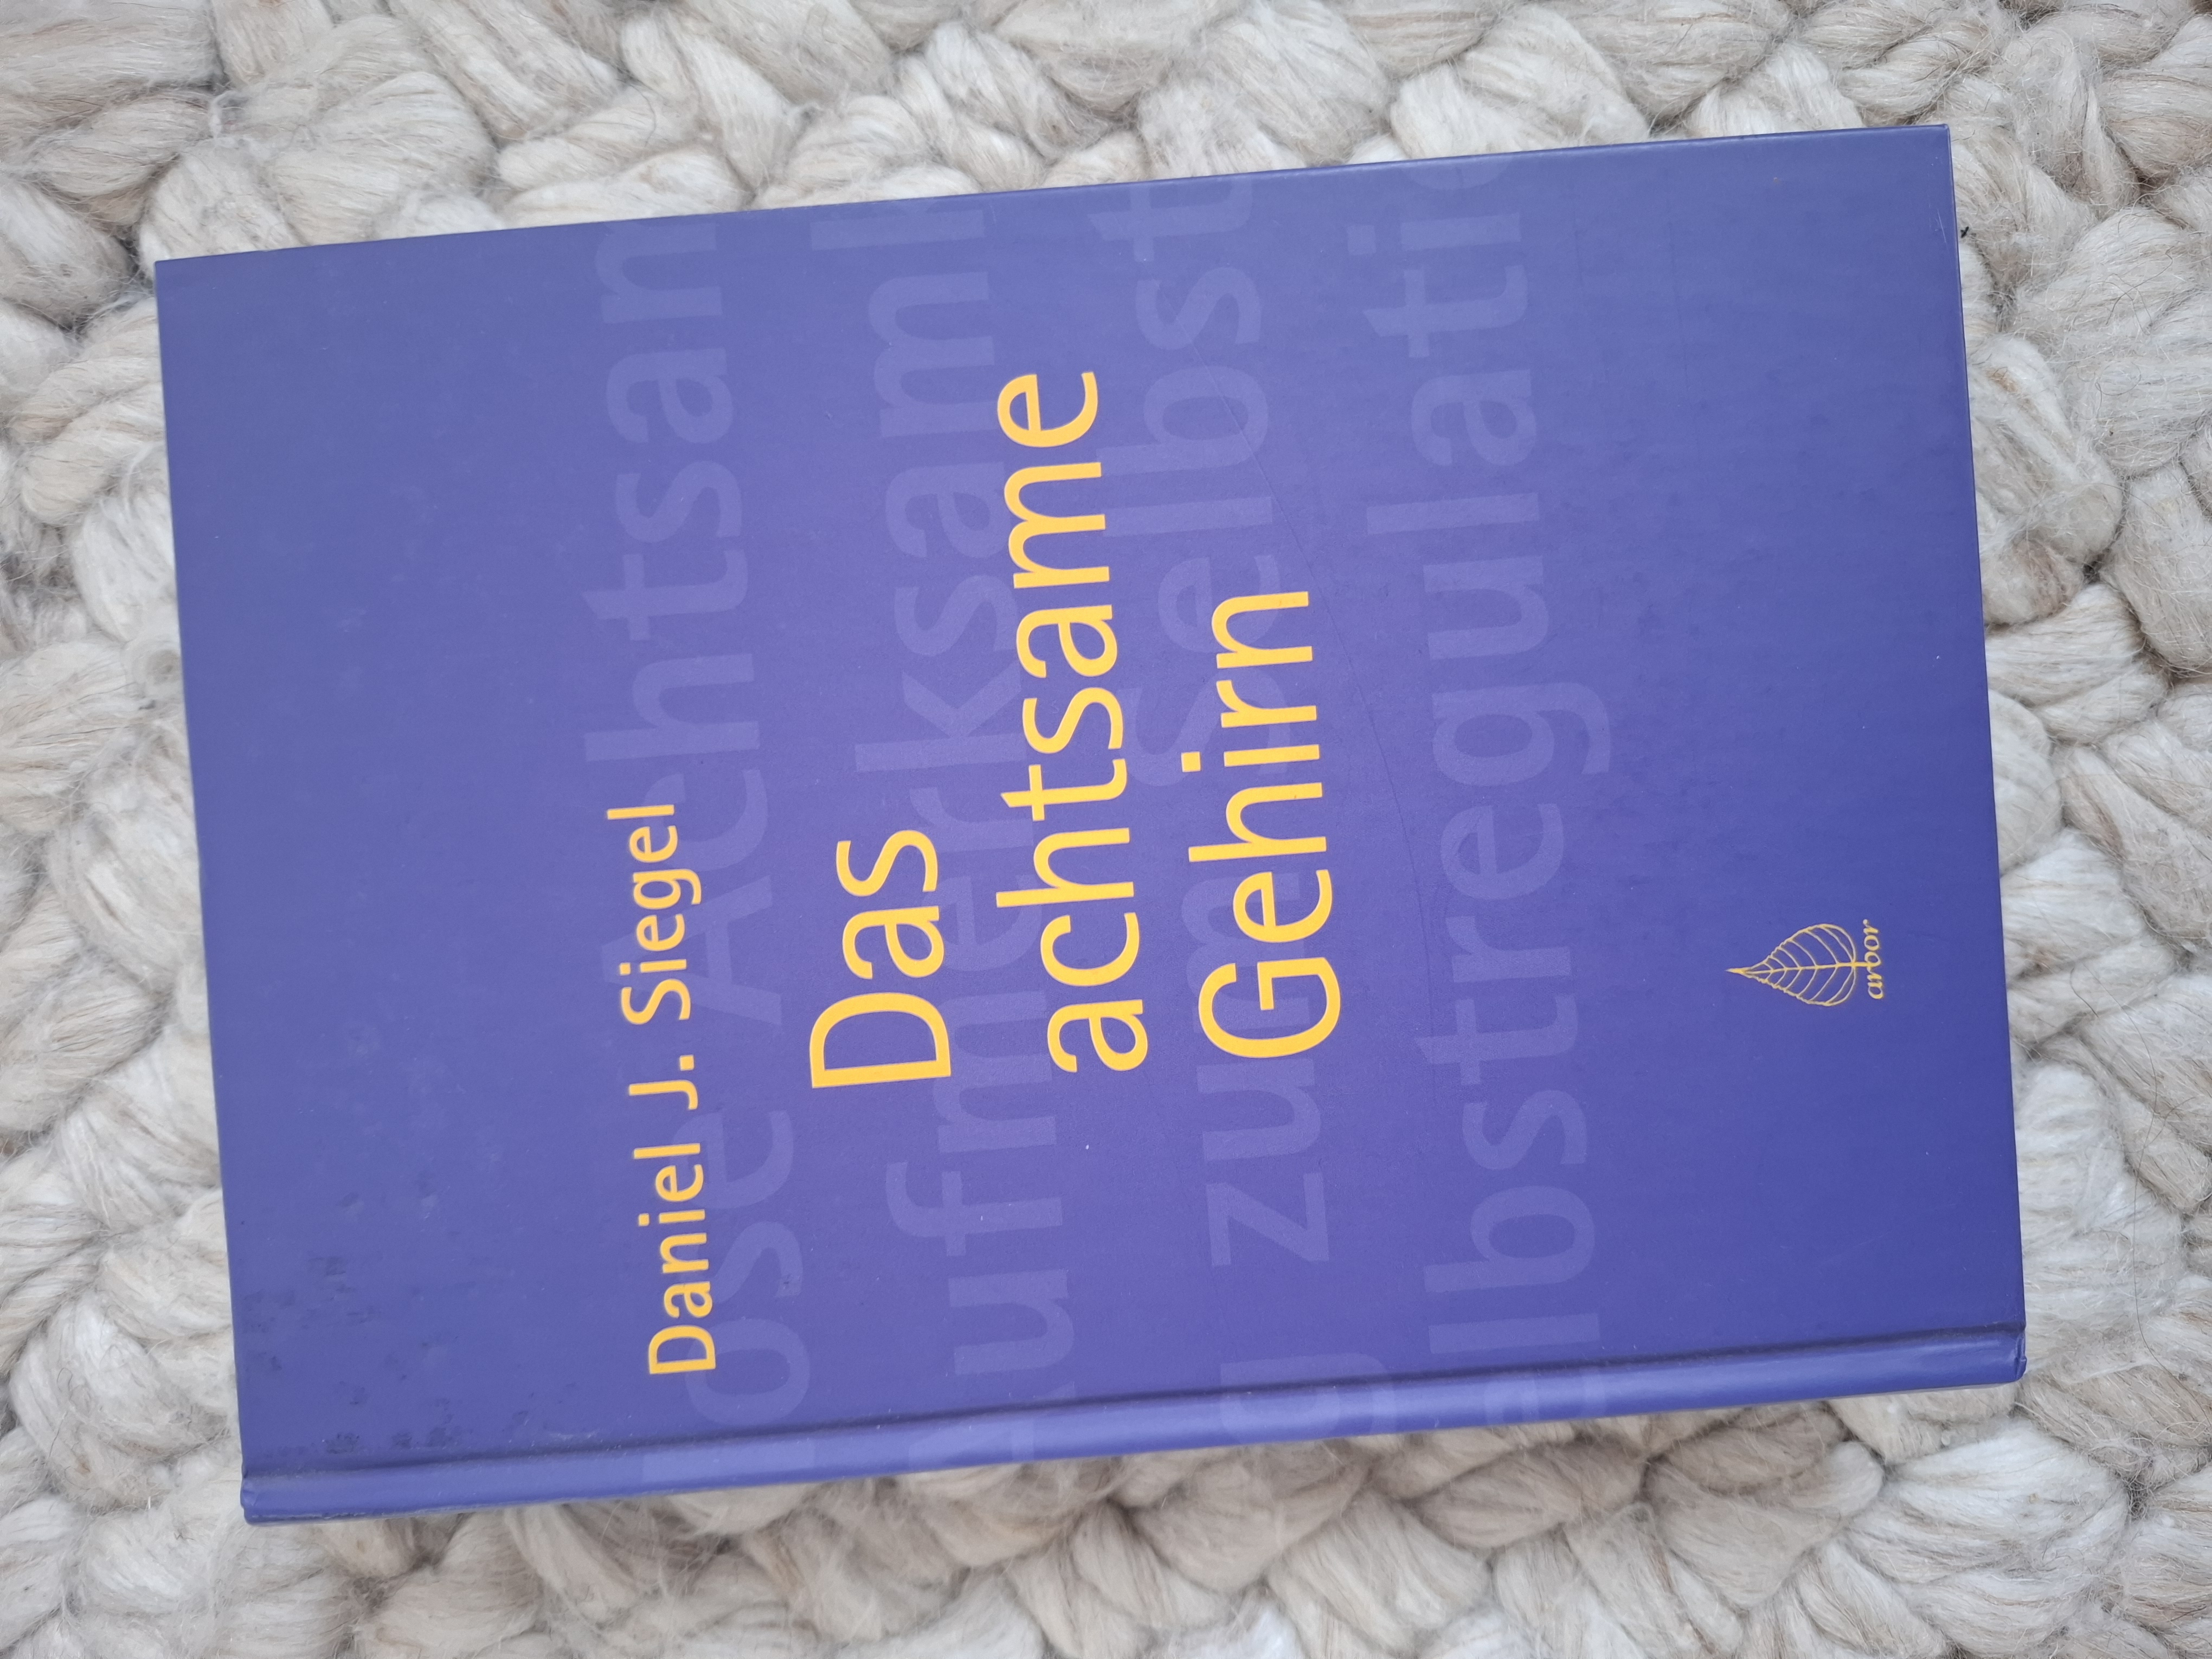 Daniel J. Siegel
Das
achtsame
Gehirn
arbor